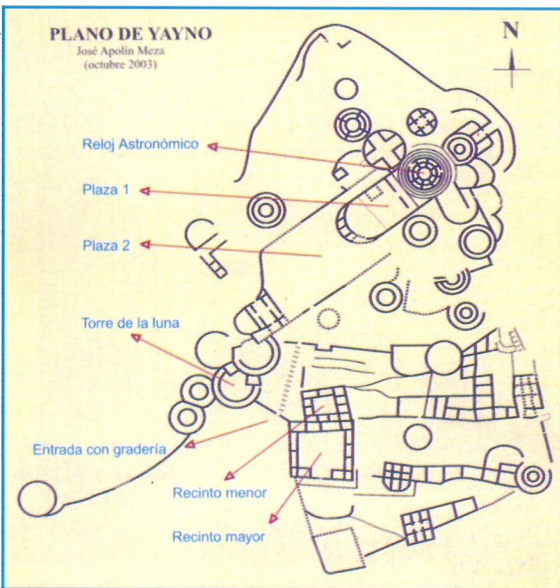 PLANO DE YAYNO
José Apolín Meza
(octubre 2003)
N
Reloj Astronómico
Plaza 1
Plaza 2
Torre de la luna
Entrada con gradería
Recinto menor
Recinto mayor